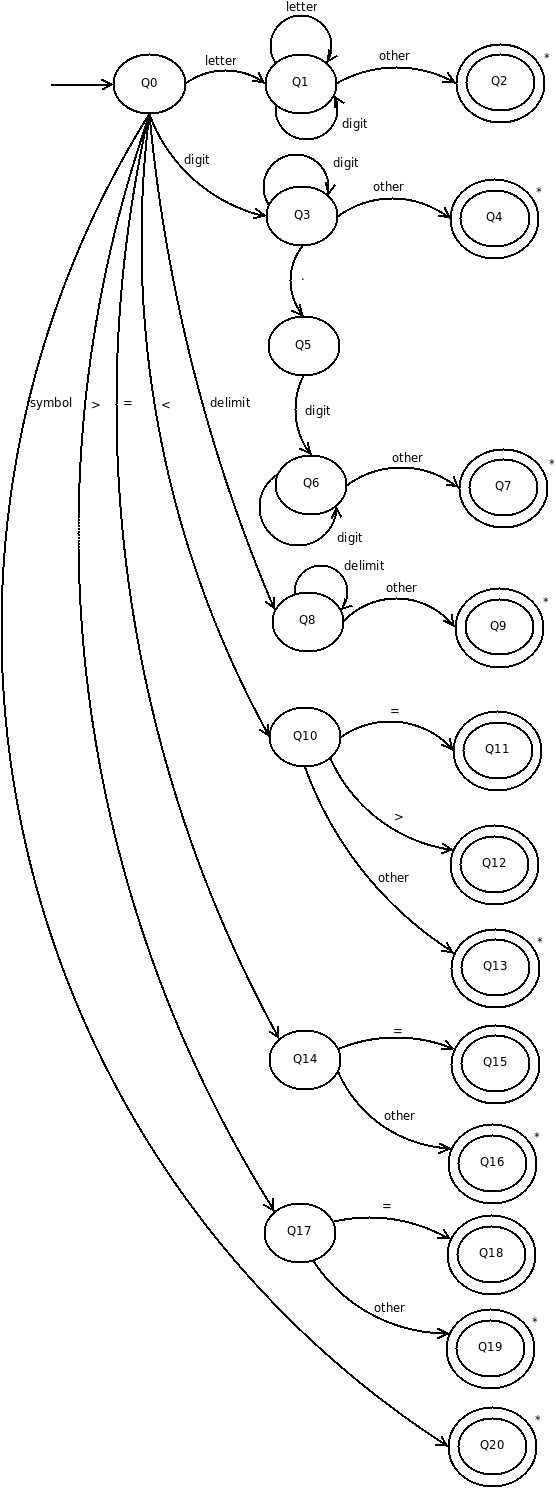 letter
letter
other
*
Q0
Q1
Q2
digit
digit
digit
other
*
Q3
Q4
.
Q5
symbol
>
=
<
delimit
digit
other
*
Q6
Q7
digit
delimit
other
*
Q8
Q9
=
Q10
Q11
>
Q12
other
*
Q13
=
Q14
Q15
other
*
Q16
=
Q17
Q18
other
*
Q19
*
Q20